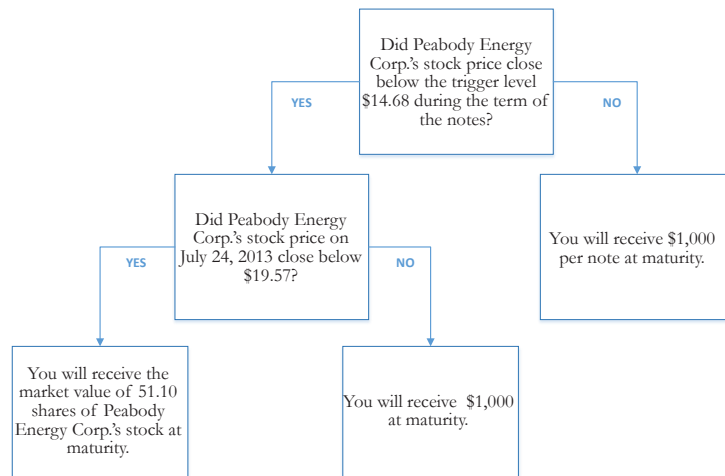 Did Peabody Energy
Corp.'s stock price close
below the trigger level
$14.68 during the term of
the notes?
YES
NO
Did Peabody Energy
Corp.'s stock price on
July 24, 2013 close below
$19.57?
You will receive $1,000
per note at maturity.
YES
NO
You will receive the
market value of 51.10
shares of Peabody
Energy Corp.'s stock at
maturity.
You will receive $1,000
at maturity.